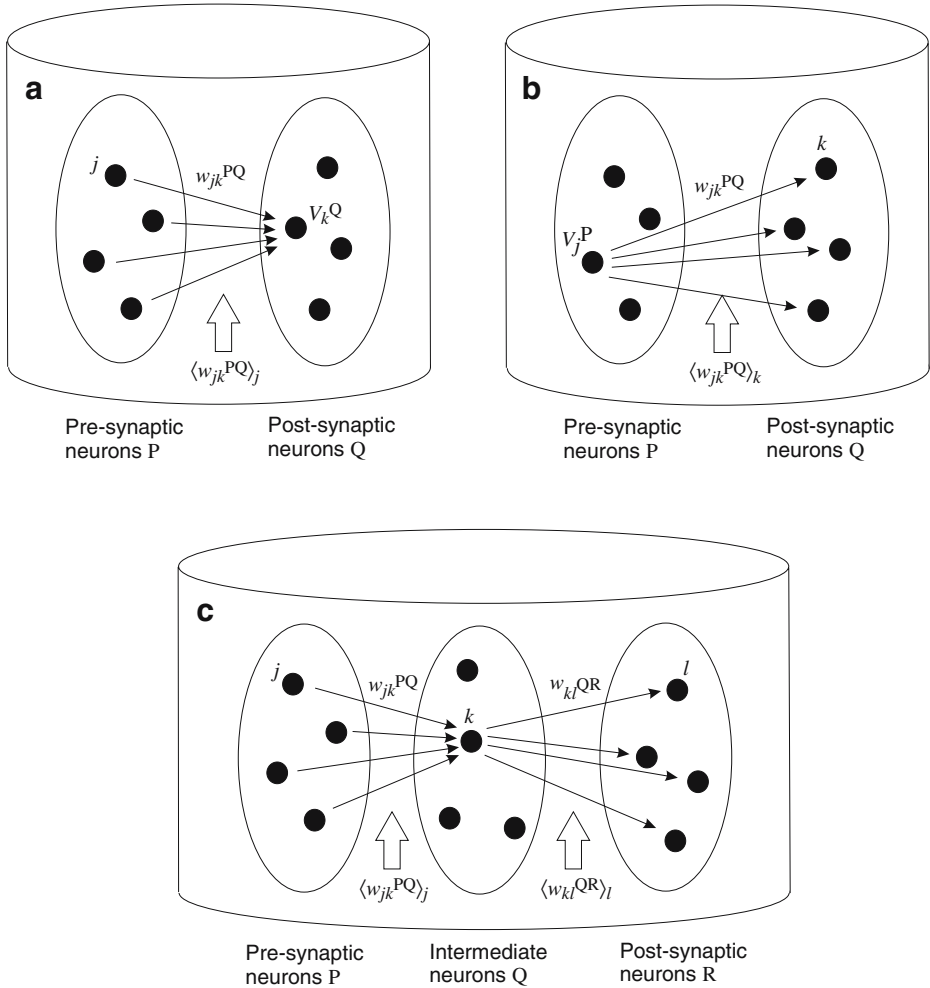 a
j
w_jk^PQ
V_k^Q
⟨w_jk^PQ⟩_j
Pre-synaptic
neurons P
Post-synaptic
neurons Q
b
k
w_jk^PQ
V_j^P
⟨w_jk^PQ⟩_k
Pre-synaptic
neurons P
Post-synaptic
neurons Q
c
j
w_jk^PQ
k
w_kl^QR
l
⟨w_jk^PQ⟩_j
⟨w_kl^QR⟩_l
Pre-synaptic
neurons P
Intermediate
neurons Q
Post-synaptic
neurons R